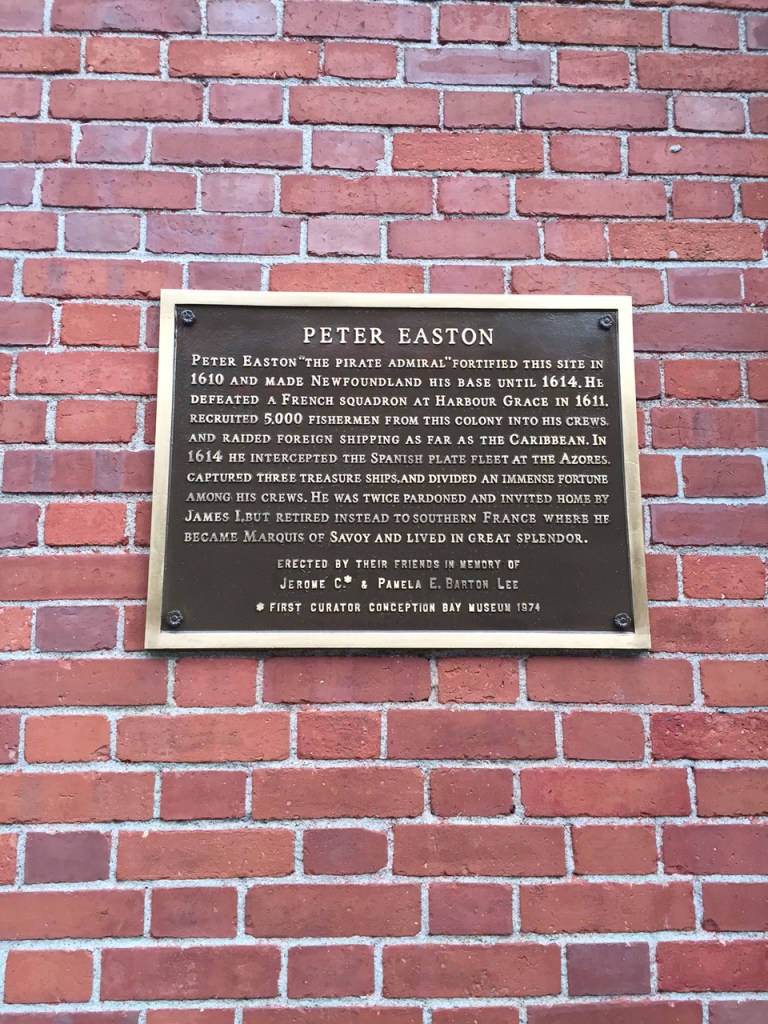 PETER EASTON
PETER EASTON "THE PIRATE ADMIRAL" FORTIFIED THIS SITE IN
1610 AND MADE NEWFOUNDLAND HIS BASE UNTIL 1614. HE
DEFEATED A FRENCH SQUADRON AT HARBOUR GRACE IN 1611,
RECRUITED 5,000 FISHERMEN FROM THIS COLONY INTO HIS CREWS,
AND RAIDED FOREIGN SHIPPING AS FAR AS THE CARIBBEAN. IN
1614 HE INTERCEPTED THE SPANISH PLATE FLEET AT THE AZORES,
CAPTURED THREE TREASURE SHIPS, AND DIVIDED AN IMMENSE FORTUNE
AMONG HIS CREWS. HE WAS TWICE PARDONED AND INVITED HOME BY
JAMES I, BUT RETIRED INSTEAD TO SOUTHERN FRANCE WHERE HE
BECAME MARQUIS OF SAVOY AND LIVED IN GREAT SPLENDOR.
ERECTED BY THEIR FRIENDS IN MEMORY OF
JEROME C.* & PAMELA E. BARTON LEE
* FIRST CURATOR CONCEPTION BAY MUSEUM 1974